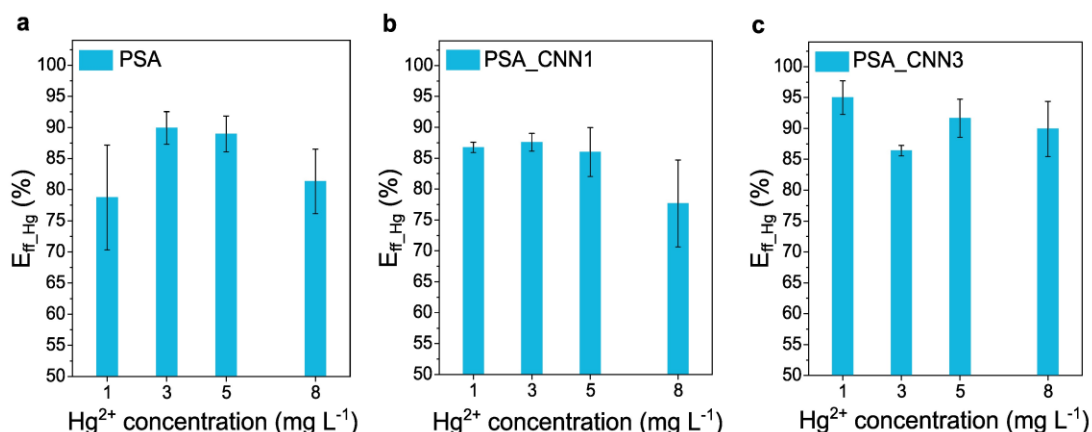 a
PSA
100
95
90
85
80
75
70
65
60
55
50
E_ff_Hg (%)
1 3 5 8
Hg²⁺ concentration (mg L⁻¹)
b
PSA_CNN1
100
95
90
85
80
75
70
65
60
55
50
E_ff_Hg (%)
1 3 5 8
Hg²⁺ concentration (mg L⁻¹)
c
PSA_CNN3
100
95
90
85
80
75
70
65
60
55
50
E_ff_Hg (%)
1 3 5 8
Hg²⁺ concentration (mg L⁻¹)